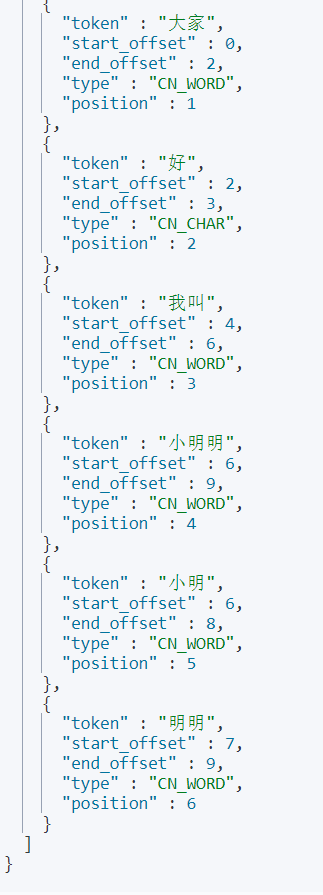 {
"token" : "大家",
"start_offset" : 0,
"end_offset" : 2,
"type" : "CN_WORD",
"position" : 1
},
{
"token" : "好",
"start_offset" : 2,
"end_offset" : 3,
"type" : "CN_CHAR",
"position" : 2
},
{
"token" : "我叫",
"start_offset" : 4,
"end_offset" : 6,
"type" : "CN_WORD",
"position" : 3
},
{
"token" : "小明明",
"start_offset" : 6,
"end_offset" : 9,
"type" : "CN_WORD",
"position" : 4
},
{
"token" : "小明",
"start_offset" : 6,
"end_offset" : 8,
"type" : "CN_WORD",
"position" : 5
},
{
"token" : "明明",
"start_offset" : 7,
"end_offset" : 9,
"type" : "CN_WORD",
"position" : 6
}
]
}